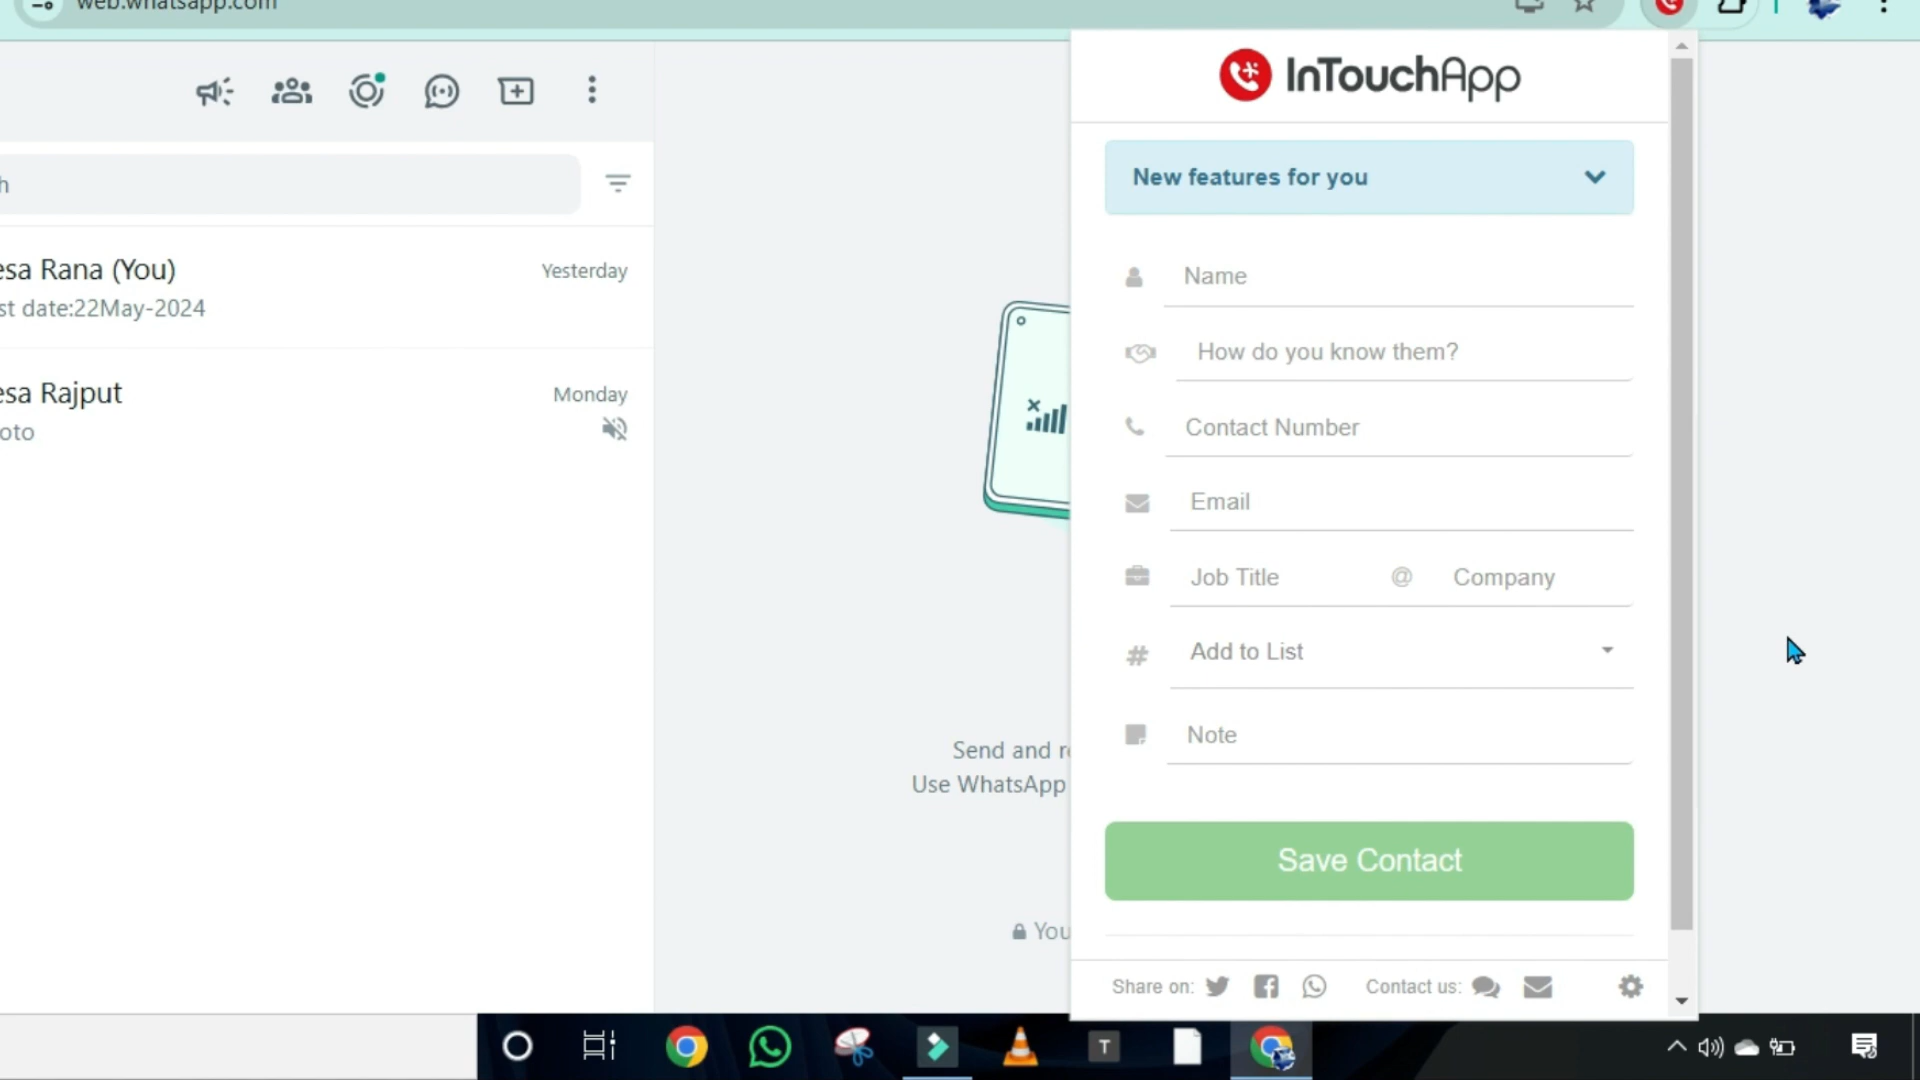 web.whatsapp.com
InTouchApp
New features for you
esa Rana (You)
Yesterday
st date:22May-2024
esa Rajput
Monday
oto
Name
How do you know them?
Contact Number
Email
Job Title @ Company
# Add to List
Note
Save Contact
Send and r
Use WhatsApp
You
Share on:
Contact us:
T